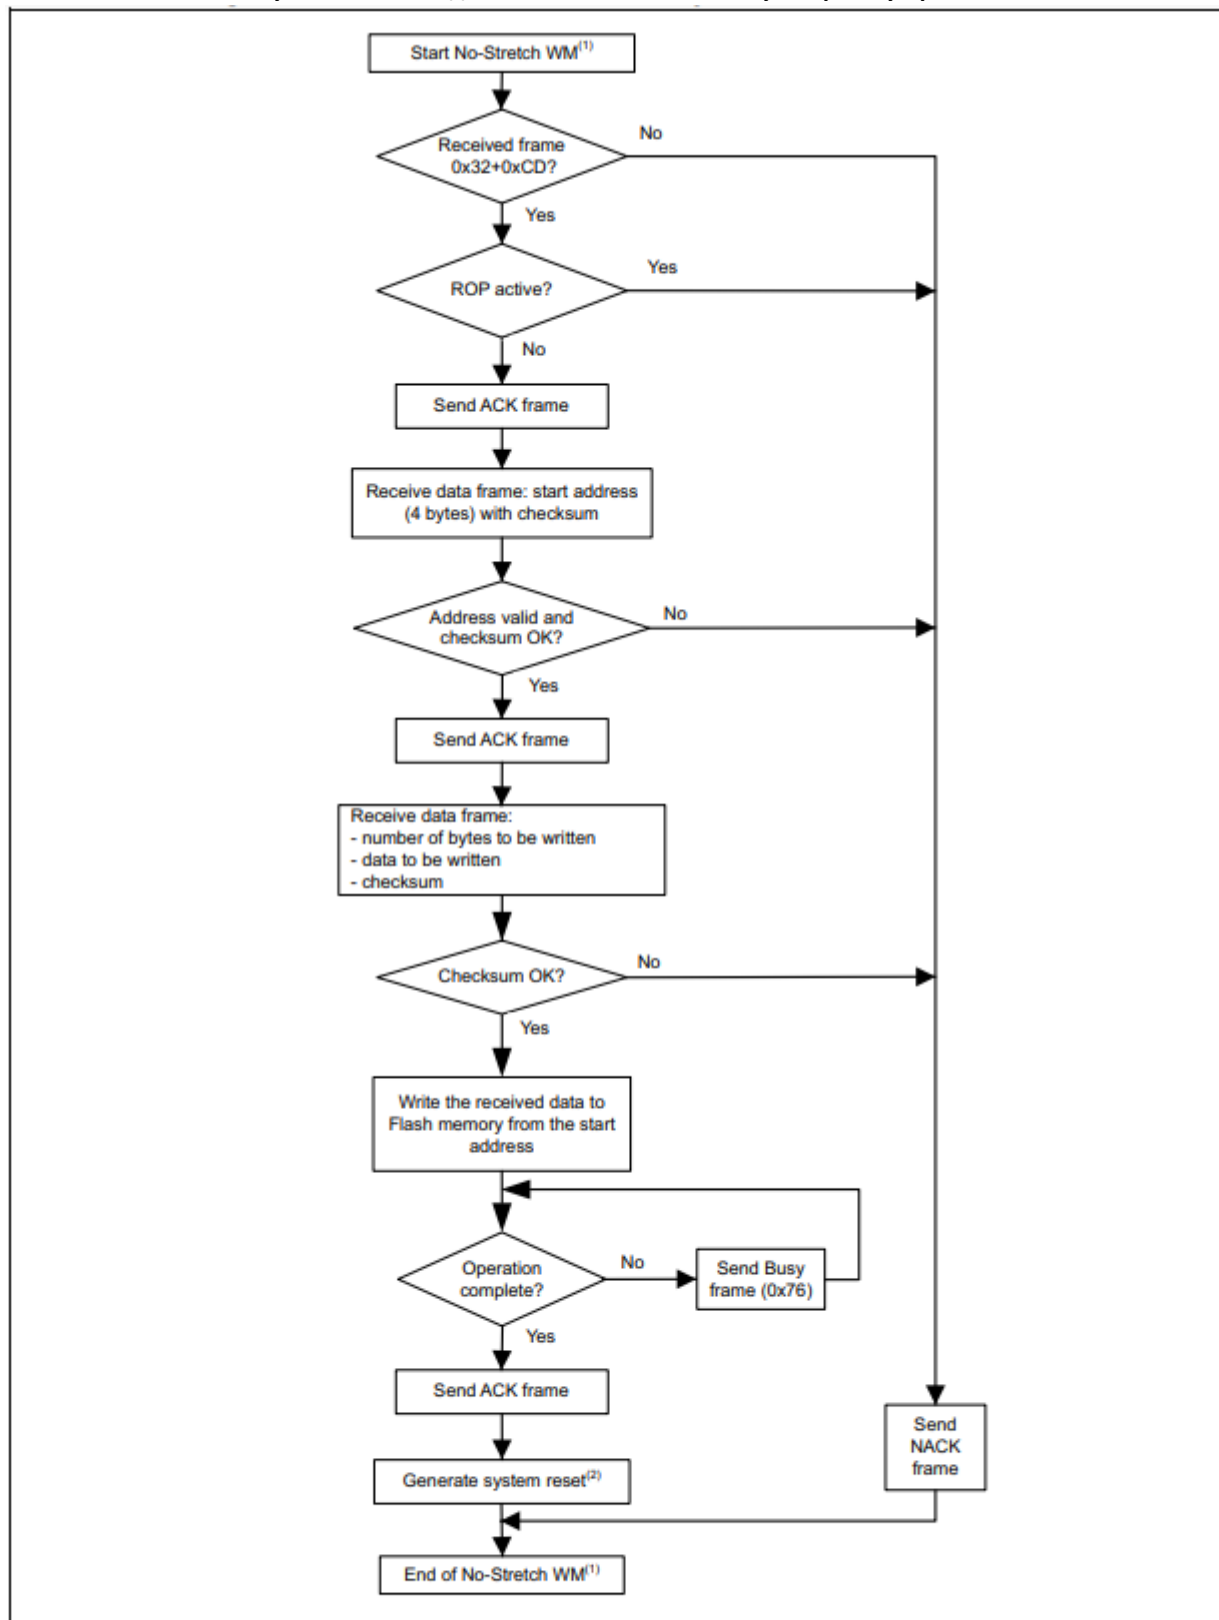 Start No-Stretch WM(1)
Received frame
0x32+0xCD?
No
Yes
ROP active?
Yes
No
Send ACK frame
Receive data frame: start address
(4 bytes) with checksum
Address valid and
checksum OK?
No
Yes
Send ACK frame
Receive data frame:
- number of bytes to be written
- data to be written
- checksum
Checksum OK?
No
Yes
Write the received data to
Flash memory from the start
address
Operation
complete?
No
Send Busy
frame (0x76)
Yes
Send ACK frame
Send
NACK
frame
Generate system reset(2)
End of No-Stretch WM(1)